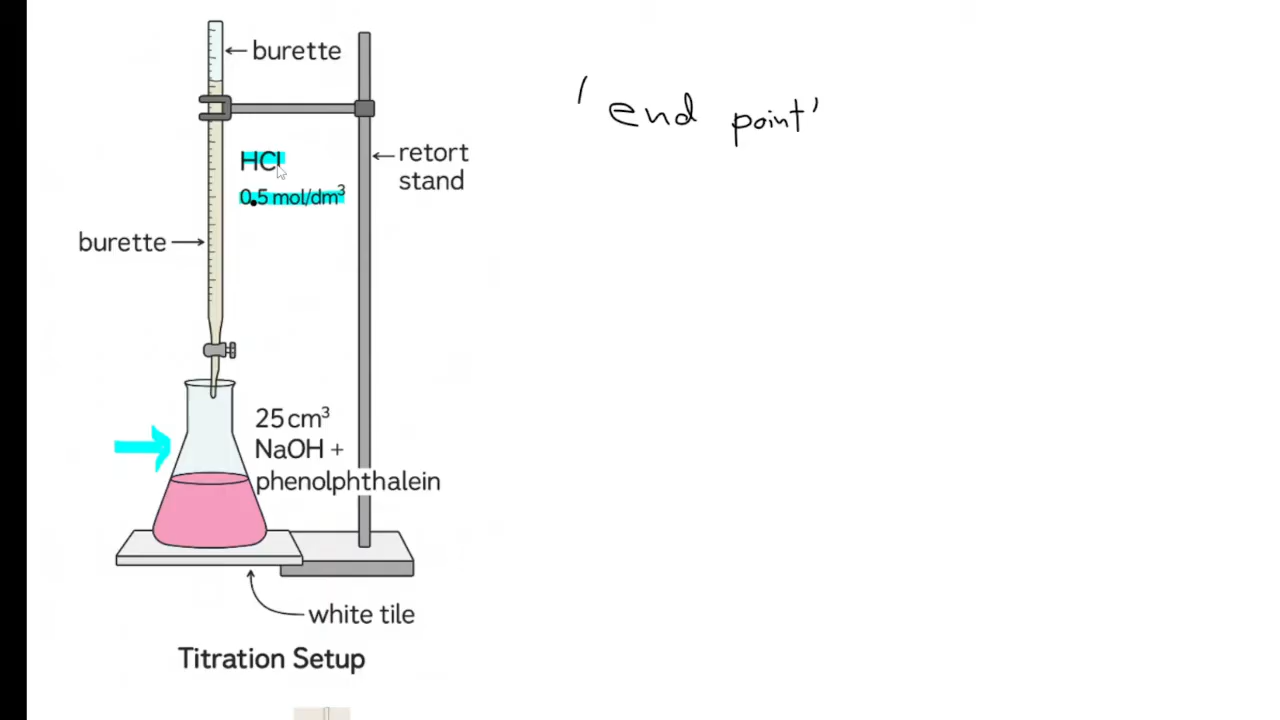 burette
'end point'
HCl
0.5 mol/dm³
retort
stand
burette
25 cm³
NaOH +
phenolphthalein
white tile
Titration Setup